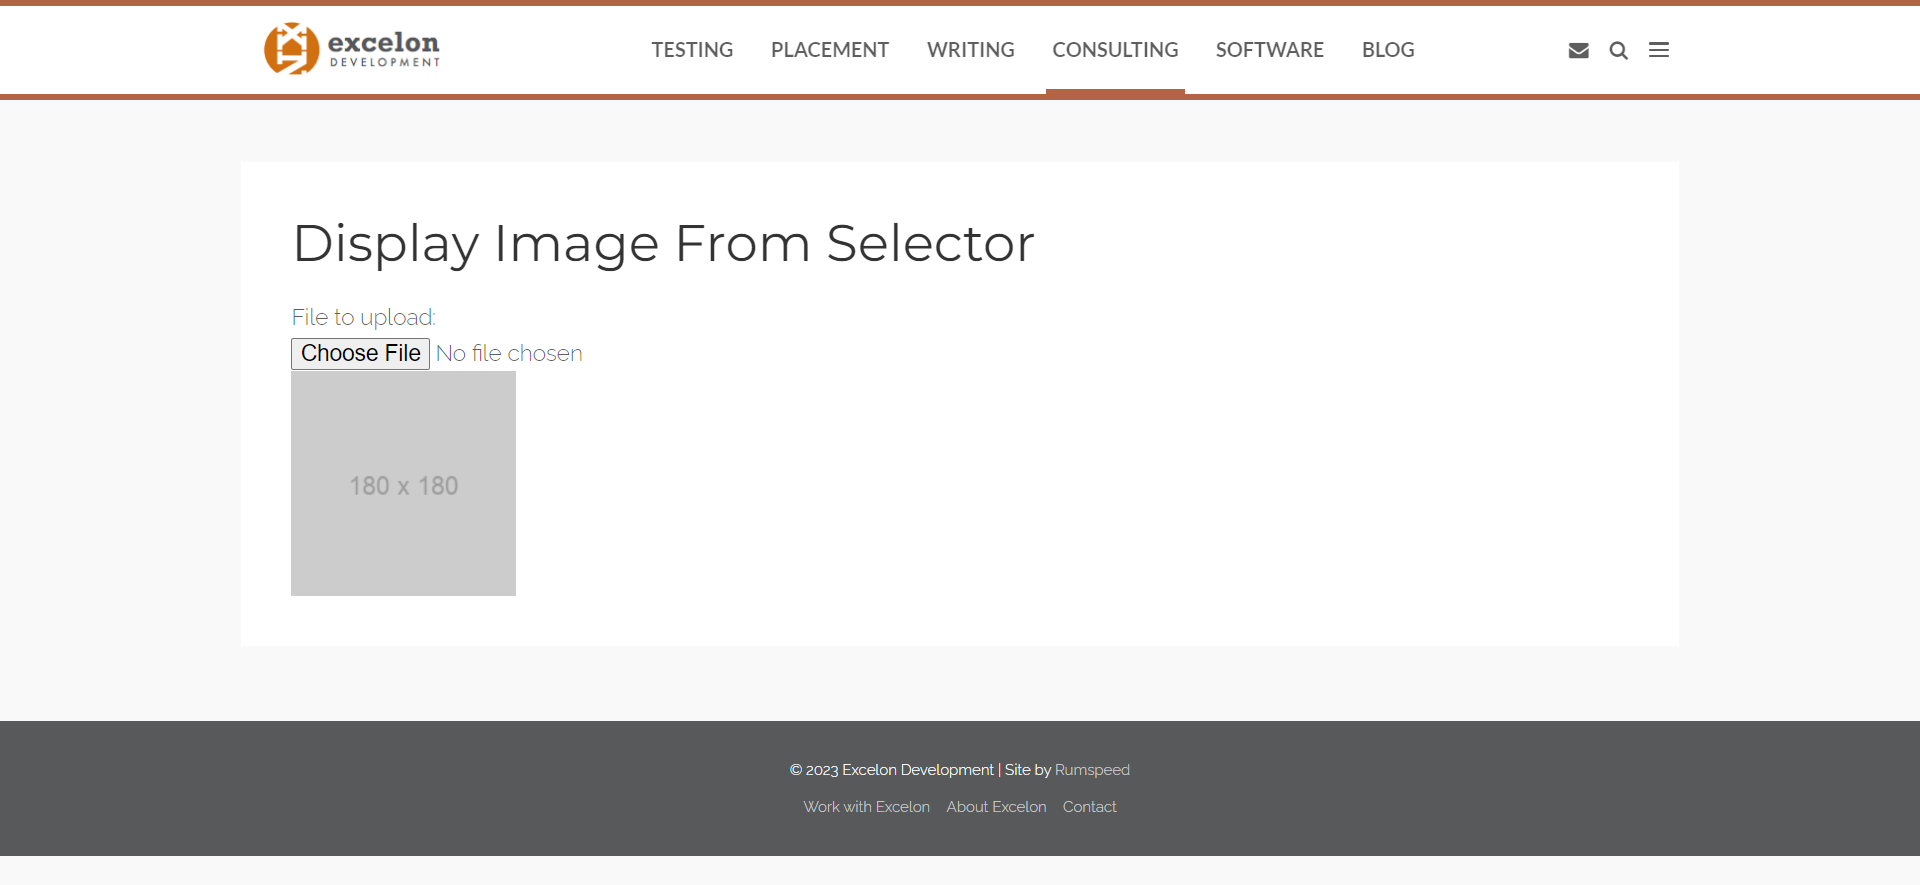 excelon
DEVELOPMENT
TESTING PLACEMENT WRITING CONSULTING SOFTWARE BLOG
Display Image From Selector
File to upload:
Choose File No file chosen
180 x 180
© 2023 Excelon Development | Site by Rumspeed
Work with Excelon About Excelon Contact